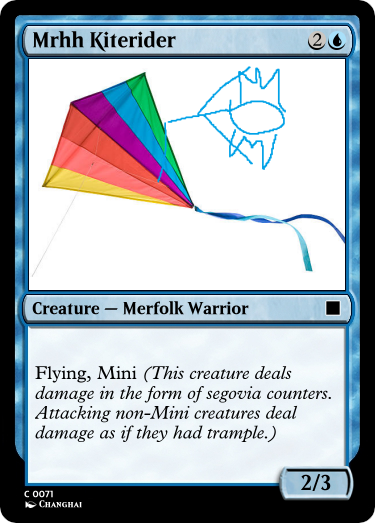 Mrhh Kiterider 2
Creature — Merfolk Warrior
Flying, Mini (This creature deals
damage in the form of segovia counters.
Attacking non-Mini creatures deal
damage as if they had trample.)
2/3
C 0071
Changhai